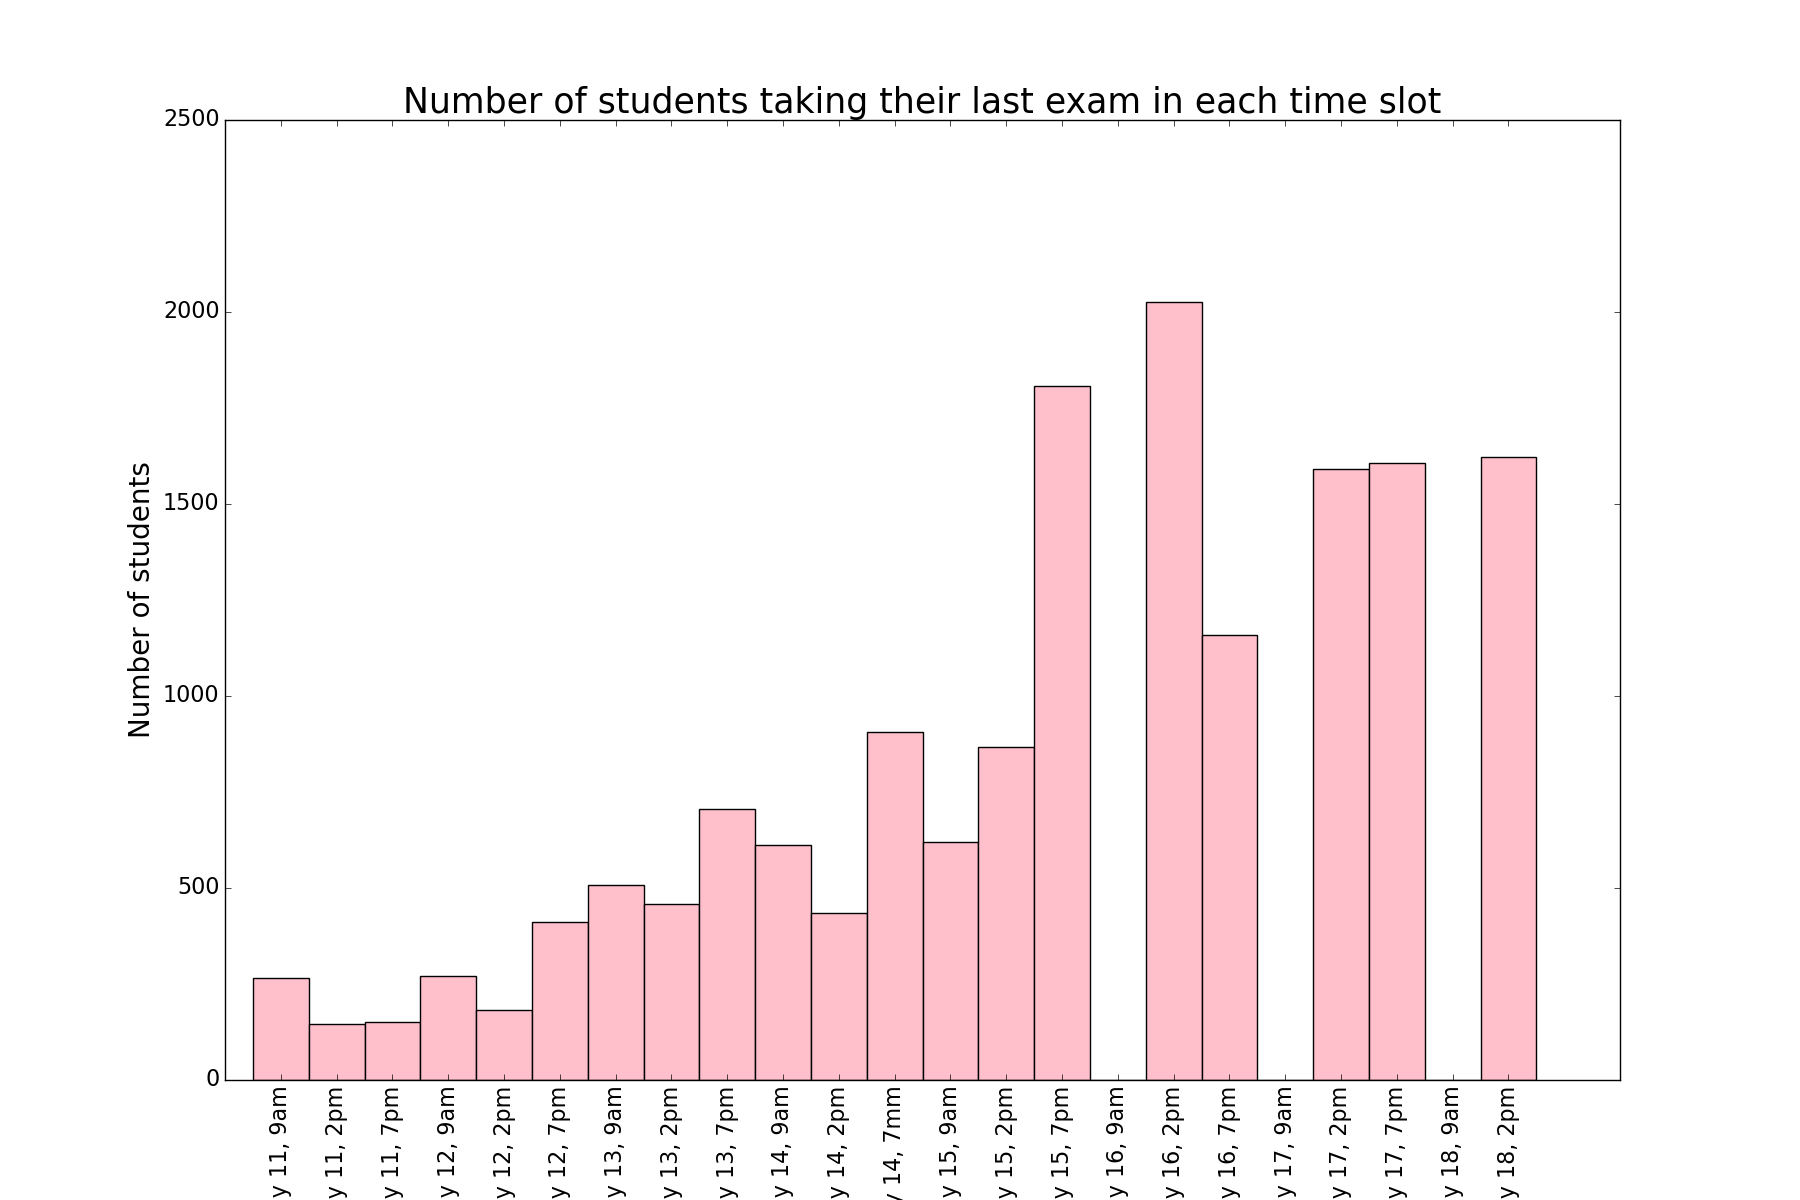 Number of students taking their last exam in each time slot
2500
2000
1500
1000
500
0
Number of students
y 11, 9am
y 11, 2pm
y 11, 7pm
y 12, 9am
y 12, 2pm
y 12, 7pm
y 13, 9am
y 13, 2pm
y 13, 7pm
y 14, 9am
y 14, 2pm
y 14, 7mm
y 15, 9am
y 15, 2pm
y 15, 7pm
y 16, 9am
y 16, 2pm
y 16, 7pm
y 17, 9am
y 17, 2pm
y 17, 7pm
y 18, 9am
y 18, 2pm